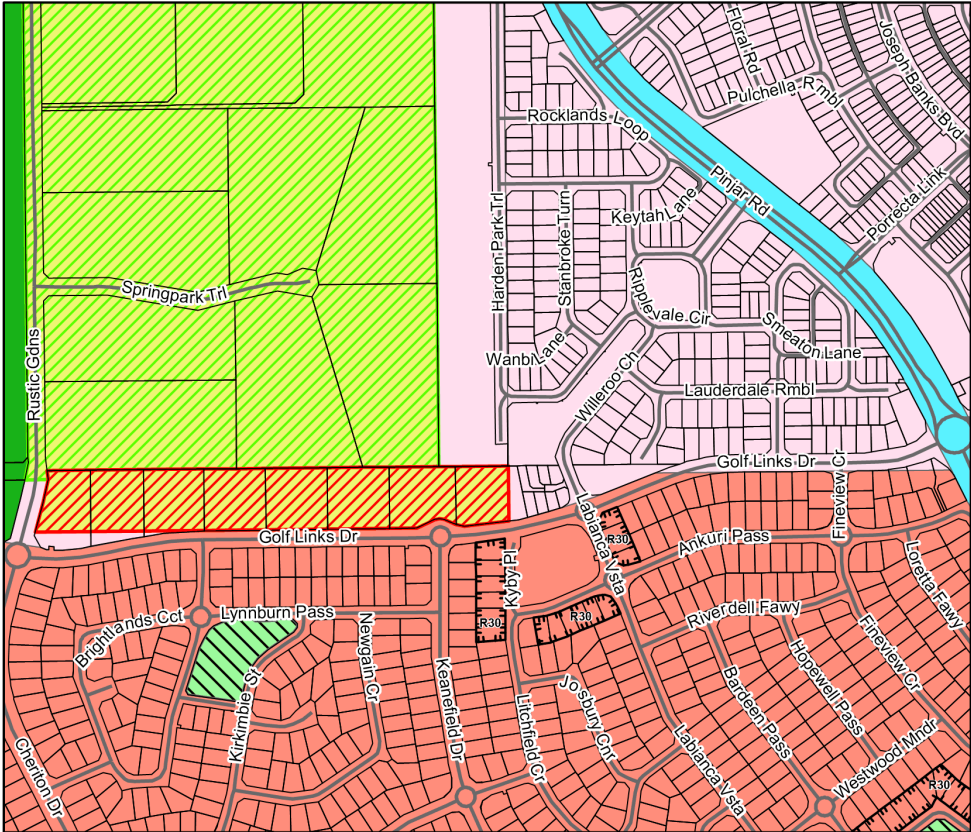 Floral Rd
Joseph Banks Bvd
Pulchella Rmbl
Rocklands Loop
Pinjar Rd
Porrecta Link
Keytah Lane
Harden Park Trl
Stanbroke Turn
Springpark Trl
Ripplevale Cir
Smeaton Lane
Rustic Gdns
Wanbi Lane
Willeroo Ch
Lauderdale Rmbl
Golf Links Dr
Fineview Cr
Labianca Vsta
R30
Golf Links Dr
Ankuri Pass
Kyby Pl
Loretta Fawy
Brightlands Cct
Lynnburn Pass
R30
R30
Riverdell Fawy
Newgain Cr
Fineview Cr
Kirkimbie St
Keanefield Dr
Hopewell Pass
Josbury Cnr
Bardeen Pass
Litchfield Cr
Labianca Vsta
Westwood Mndr
Cheriton Dr
R30